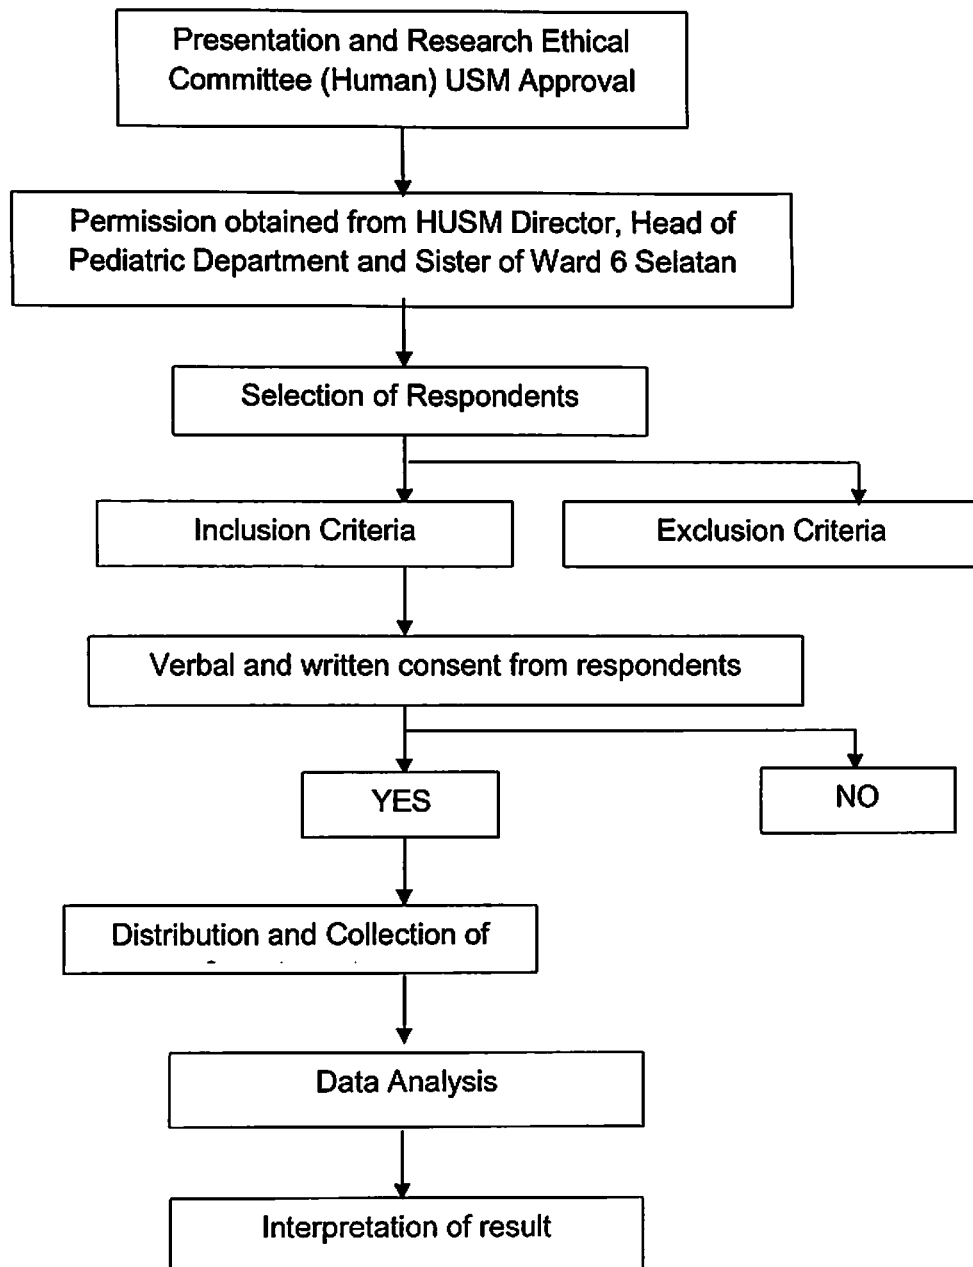 Presentation and Research Ethical
Committee (Human) USM Approval
Permission obtained from HUSM Director, Head of
Pediatric Department and Sister of Ward 6 Selatan
Selection of Respondents
Inclusion Criteria
Exclusion Criteria
Verbal and written consent from respondents
YES
NO
Distribution and Collection of
Data Analysis
Interpretation of result